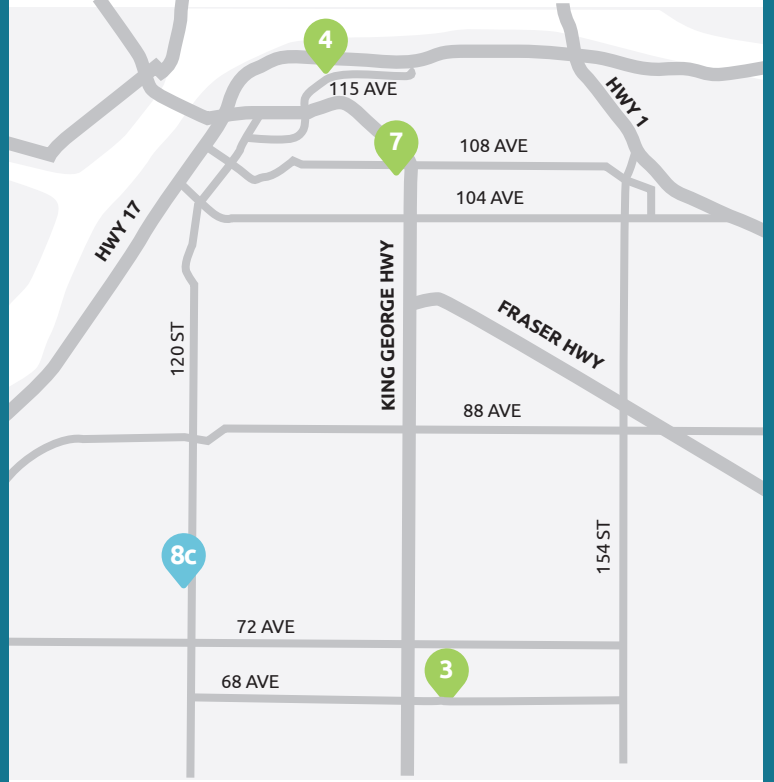 4
115 AVE
HWY 1
7
108 AVE
104 AVE
HWY 17
KING GEORGE HWY
120 ST
FRASER HWY
88 AVE
154 ST
8c
72 AVE
3
68 AVE